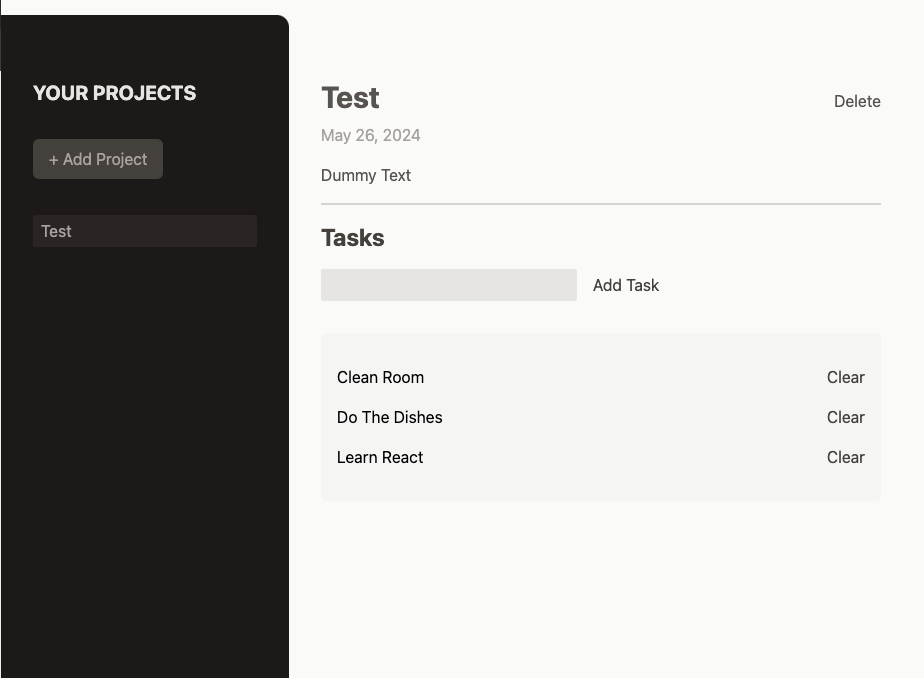 YOUR PROJECTS
+ Add Project
Test
Test
Delete
May 26, 2024
Dummy Text
Tasks
Add Task
Clean Room
Clear
Do The Dishes
Clear
Learn React
Clear